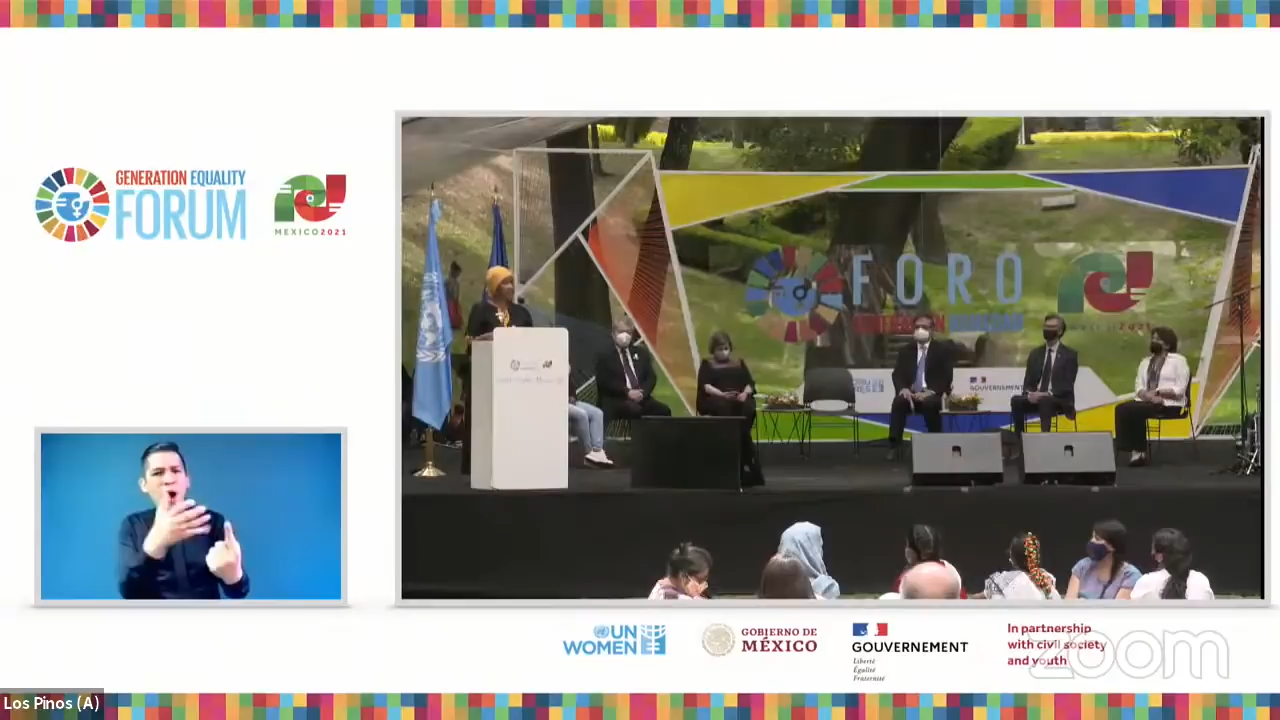 GENERATION EQUALITY
FORUM
MEXICO2021
FORO
GOUVERNEMENT
UN
WOMEN
GOBIERNO DE
MÉXICO
GOUVERNEMENT
Liberté
Égalité
Fraternité
In partnership
with civil society
and youth
zoom
Los Pinos (A)